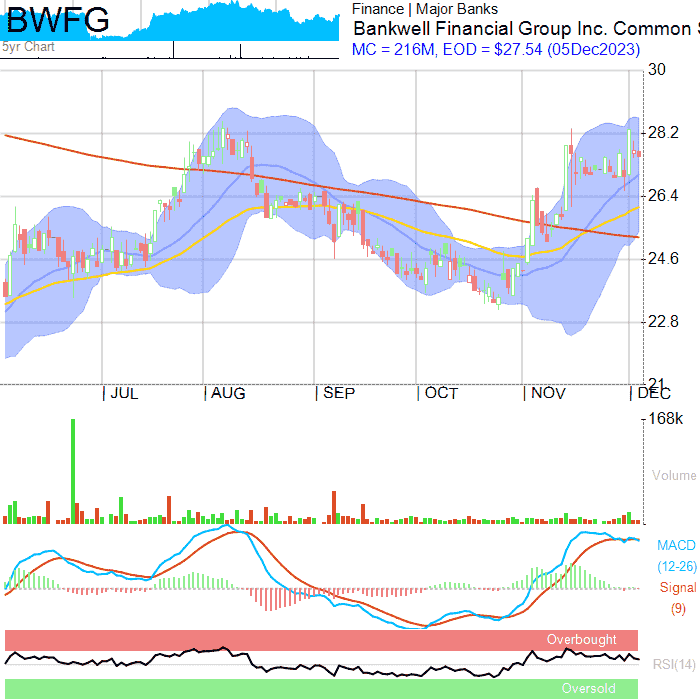 BWFG
5yr Chart
Finance | Major Banks
Bankwell Financial Group Inc. Common
MC = 216M, EOD = $27.54 (05Dec2023)
30
28.2
26.4
24.6
22.8
21
JUL AUG SEP OCT NOV DEC
168k
Volume
MACD
(12-26)
Signal
(9)
Overbought
RSI(14)
Oversold